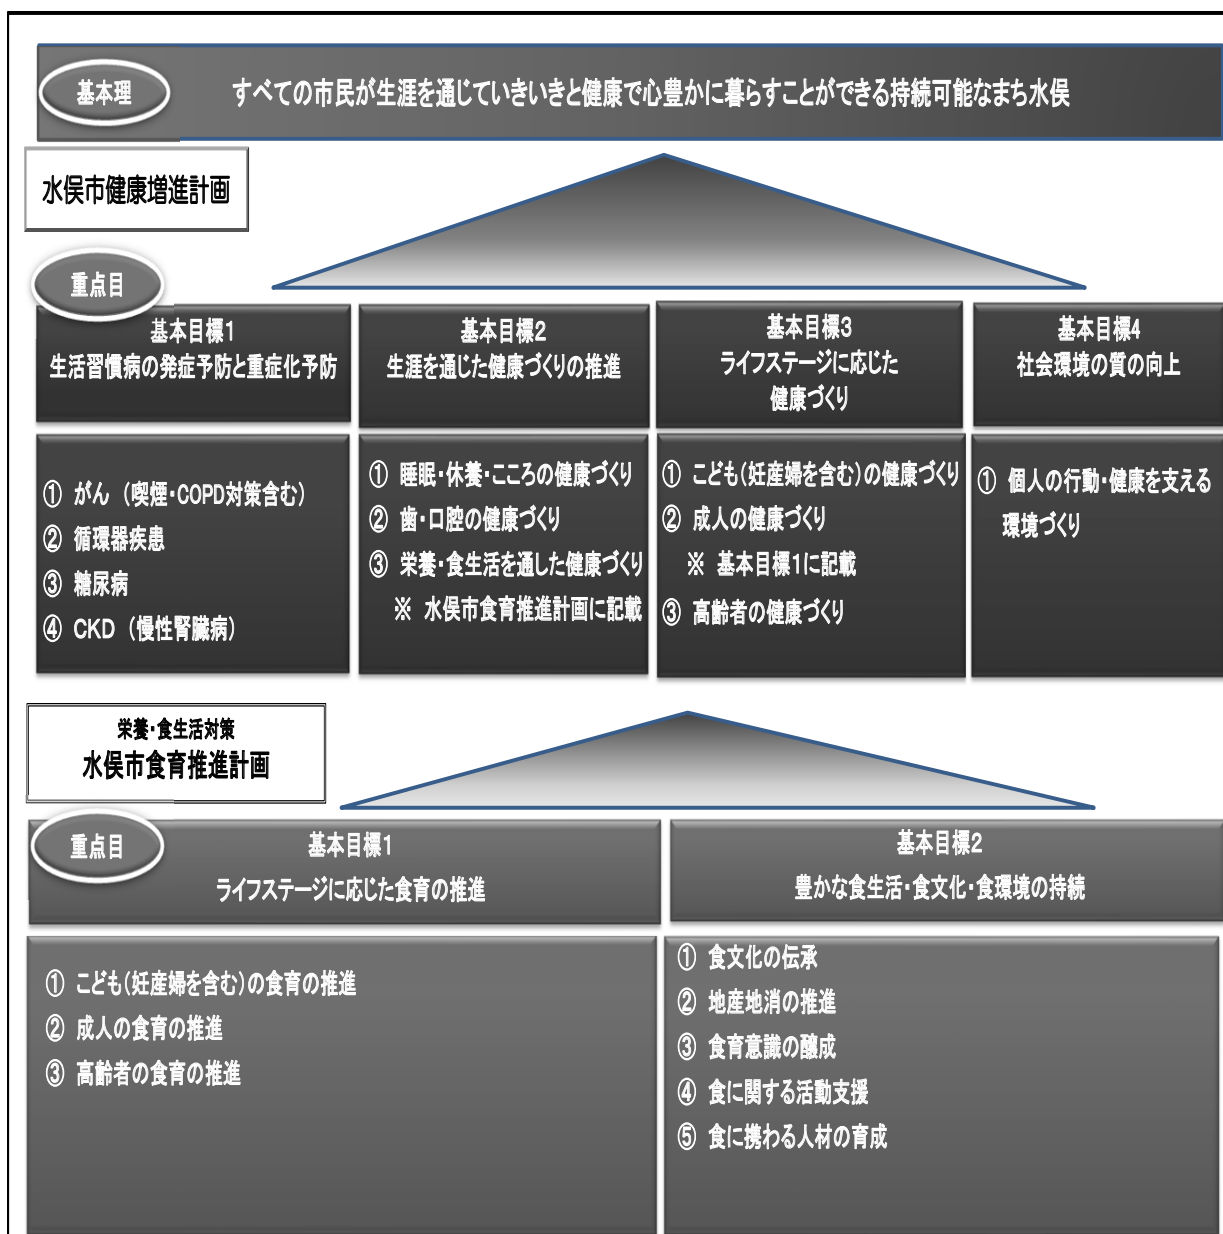 基本理
すべての市民が生涯を通じていきいきと健康で心豊かに暮らすことができる持続可能なまち水俣
水俣市健康増進計画
重点目
基本目標1
生活習慣病の発症予防と重症化予防
① がん（喫煙・COPD対策含む）
② 循環器疾患
③ 糖尿病
④ CKD（慢性腎臓病）
基本目標2
生涯を通じた健康づくりの推進
① 睡眠・休養・こころの健康づくり
② 歯・口腔の健康づくり
③ 栄養・食生活を通した健康づくり
※ 水俣市食育推進計画に記載
基本目標3
ライフステージに応じた
健康づくり
① こども（妊産婦を含む）の健康づくり
② 成人の健康づくり
※ 基本目標1に記載
③ 高齢者の健康づくり
基本目標4
社会環境の質の向上
① 個人の行動・健康を支える
環境づくり
栄養・食生活対策
水俣市食育推進計画
重点目
基本目標1
ライフステージに応じた食育の推進
① こども（妊産婦を含む）の食育の推進
② 成人の食育の推進
③ 高齢者の食育の推進
基本目標2
豊かな食生活・食文化・食環境の持続
① 食文化の伝承
② 地産地消の推進
③ 食育意識の醸成
④ 食に関する活動支援
⑤ 食に携わる人材の育成